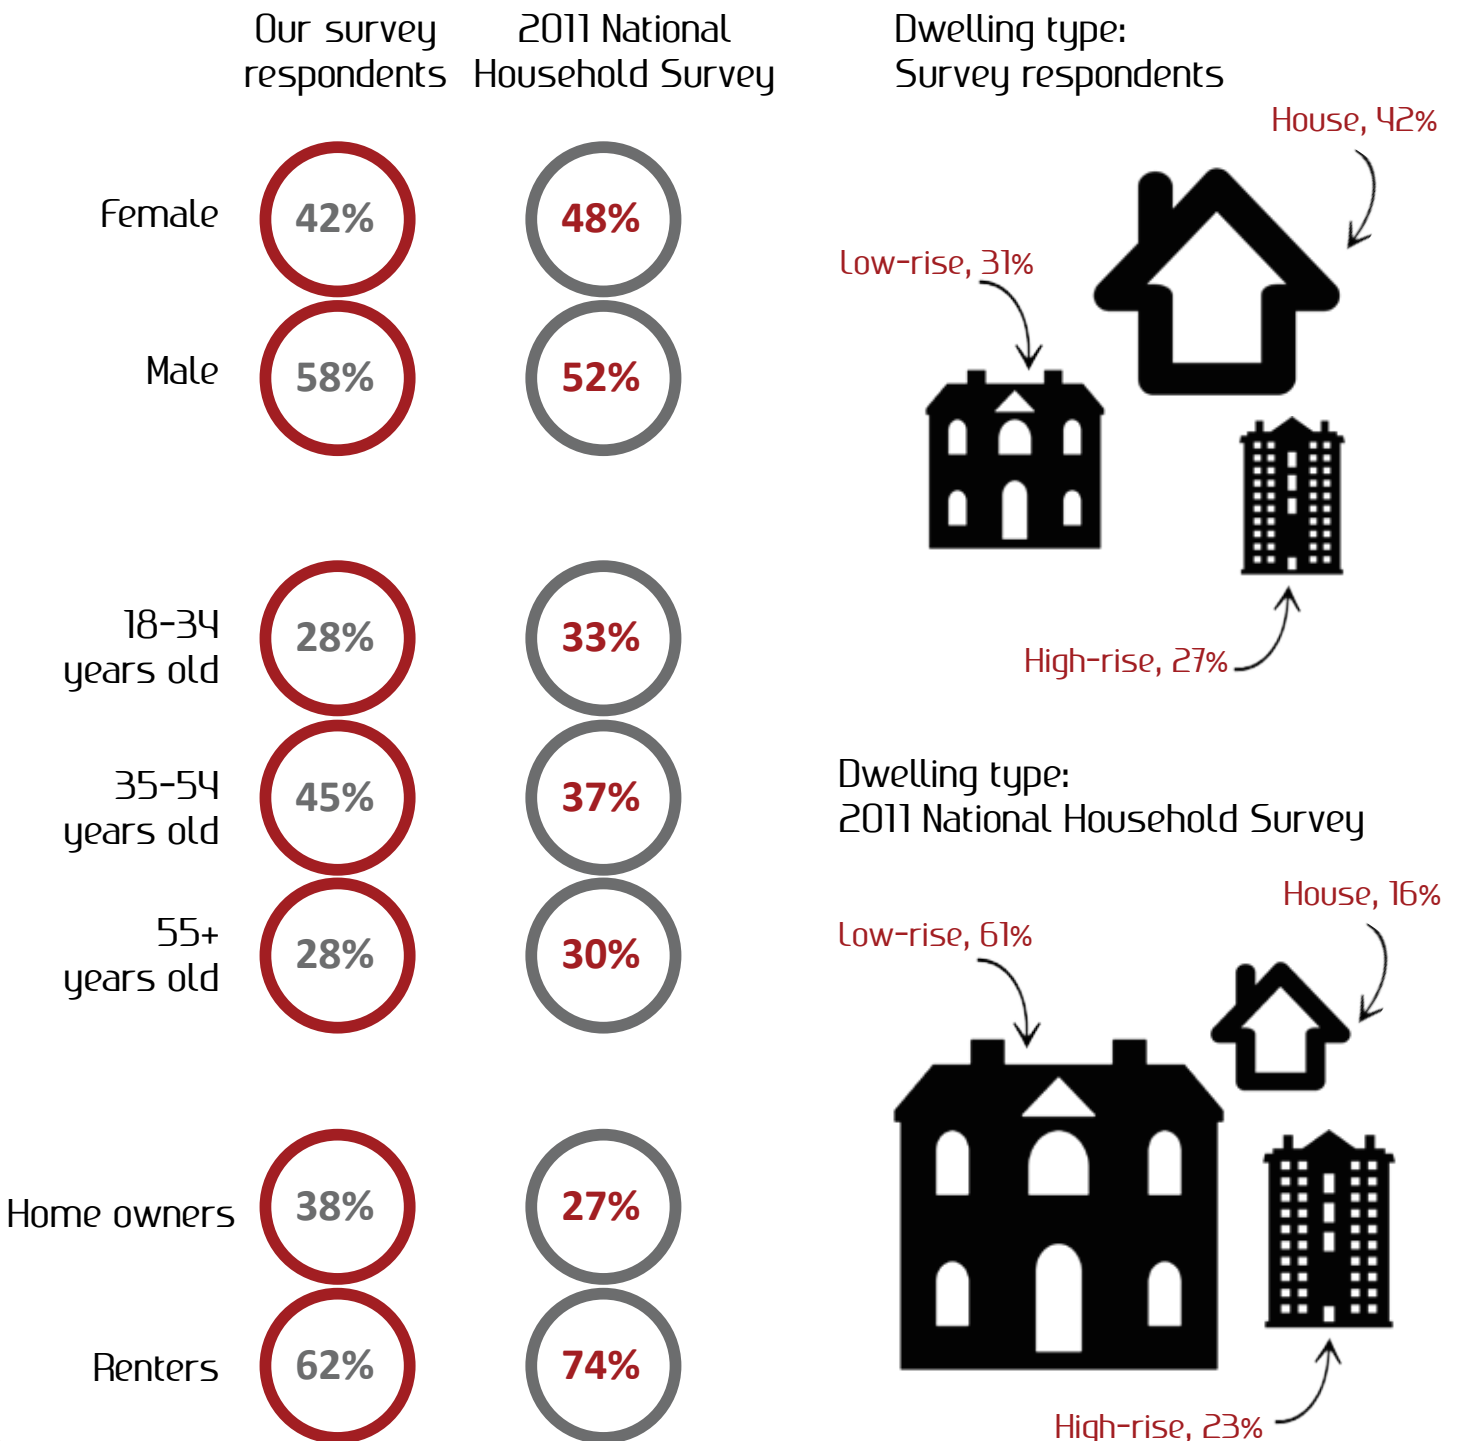 Our survey
respondents
2011 National
Household Survey
Female
42%
48%
Male
58%
52%
18-34
years old
28%
33%
35-54
years old
45%
37%
55+
years old
28%
30%
Home owners
38%
27%
Renters
62%
74%
Dwelling type:
Survey respondents
House, 42%
Low-rise, 31%
High-rise, 27%
Dwelling type:
2011 National Household Survey
House, 16%
Low-rise, 61%
High-rise, 23%